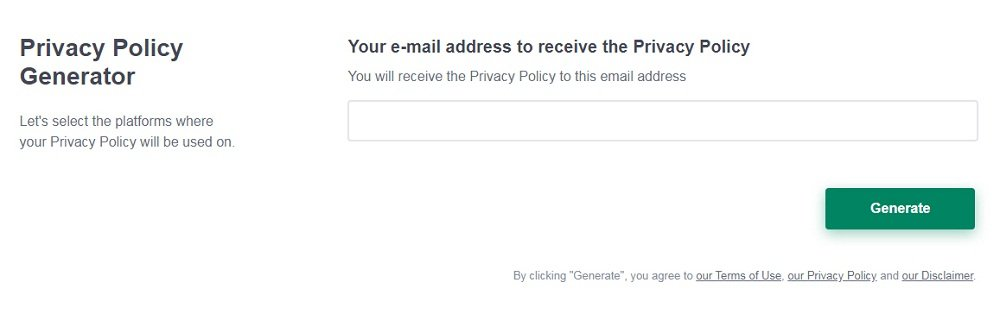 Privacy Policy
Generator
Let's select the platforms where
your Privacy Policy will be used on.
Your e-mail address to receive the Privacy Policy
You will receive the Privacy Policy to this email address
Generate
By clicking "Generate", you agree to our Terms of Use, our Privacy Policy and our Disclaimer.